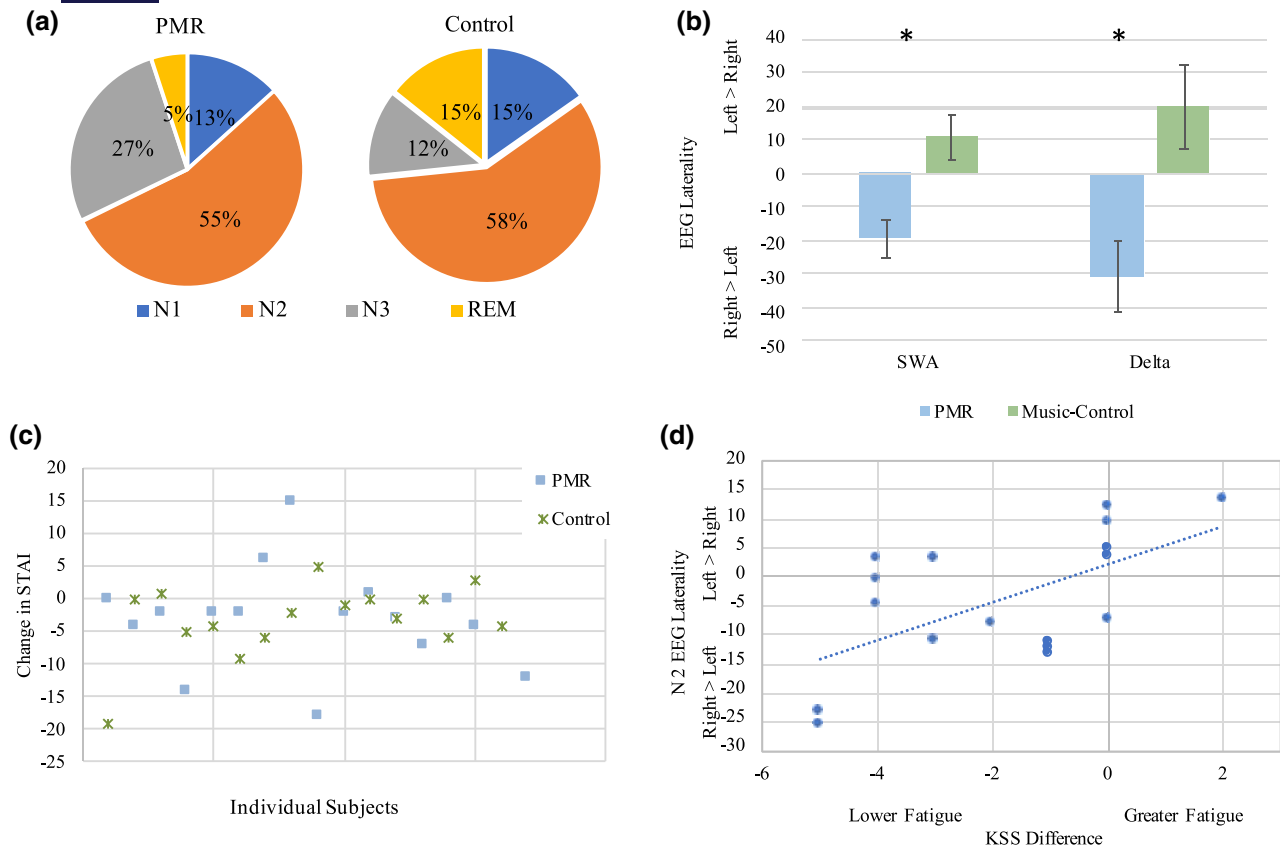 (a)
PMR
Control
5%
13%
27%
55%
15%
15%
12%
58%
N1
N2
N3
REM
(b)
40
30
20
10
0
-10
-20
-30
-40
-50
EEG Laterality
Left > Right
Right > Left
*
*
SWA
Delta
PMR
Music-Control
(c)
20
15
10
5
0
-5
-10
-15
-20
-25
Change in STAI
PMR
Control
Individual Subjects
(d)
20
15
10
5
0
-5
-10
-15
-20
-25
-30
N2 EEG Laterality
Left > Right
Right > Left
-6
-4
-2
0
2
Lower Fatigue
Greater Fatigue
KSS Difference